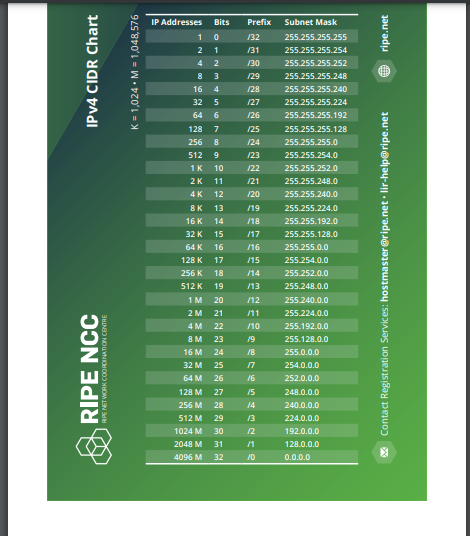 IPv4 CIDR Chart
K = 1,024 • M = 1,048,576
IP Addresses Bits Prefix Subnet Mask
1 0 /32 255.255.255.255
2 1 /31 255.255.255.254
4 2 /30 255.255.255.252
8 3 /29 255.255.255.248
16 4 /28 255.255.255.240
32 5 /27 255.255.255.224
64 6 /26 255.255.255.192
128 7 /25 255.255.255.128
256 8 /24 255.255.255.0
512 9 /23 255.255.254.0
1 K 10 /22 255.255.252.0
2 K 11 /21 255.255.248.0
4 K 12 /20 255.255.240.0
8 K 13 /19 255.255.224.0
16 K 14 /18 255.255.192.0
32 K 15 /17 255.255.128.0
64 K 16 /16 255.255.0.0
128 K 17 /15 255.254.0.0
256 K 18 /14 255.252.0.0
512 K 19 /13 255.248.0.0
1 M 20 /12 255.240.0.0
2 M 21 /11 255.224.0.0
4 M 22 /10 255.192.0.0
8 M 23 /9 255.128.0.0
16 M 24 /8 255.0.0.0
32 M 25 /7 254.0.0.0
64 M 26 /6 252.0.0.0
128 M 27 /5 248.0.0.0
256 M 28 /4 240.0.0.0
512 M 29 /3 224.0.0.0
1024 M 30 /2 192.0.0.0
2048 M 31 /1 128.0.0.0
4096 M 32 /0 0.0.0.0
RIPE NCC
RIPE NETWORK COORDINATION CENTRE
Contact Registration Services: hostmaster@ripe.net • lir-help@ripe.net
ripe.net